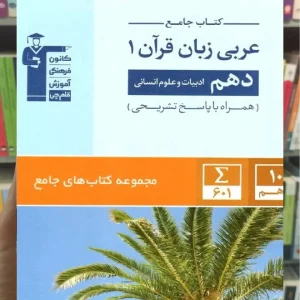 کتاب جامع
عربی زبان قرآن ۱
دهم ادبیات و علوم انسانی
(همراه با پاسخ تشریحی)
کانون
فرهنگی
آموزش
قلم‌چی
مجموعه کتاب‌های جامع
Σ
۶۰۱
۱۰